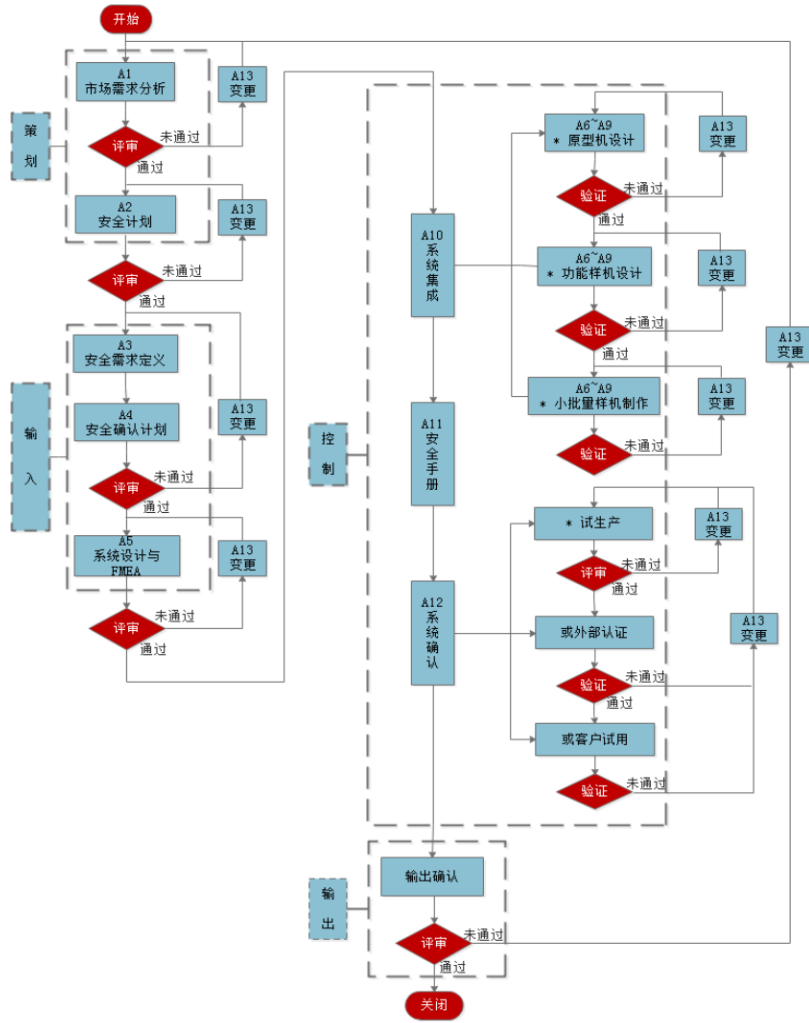 开始
策
划
A1
市场需求分析
A13
变更
评审
未通过
通过
A2
安全计划
A13
变更
评审
未通过
通过
输
入
A3
安全需求定义
A4
安全确认计划
A13
变更
评审
未通过
通过
A5
系统设计与
FMEA
A13
变更
评审
未通过
通过
控
制
A10
系
统
集
成
A11
安
全
手
册
A12
系
统
确
认
A6~A9
* 原型机设计
A13
变更
验证
未通过
通过
A6~A9
* 功能样机设计
A13
变更
验证
未通过
通过
A6~A9
* 小批量样机制作
A13
变更
验证
未通过
* 试生产
A13
变更
评审
未通过
通过
或外部认证
A13
变更
验证
未通过
通过
或客户试用
验证
未通过
A13
变更
输
出
输出确认
评审
未通过
通过
关闭